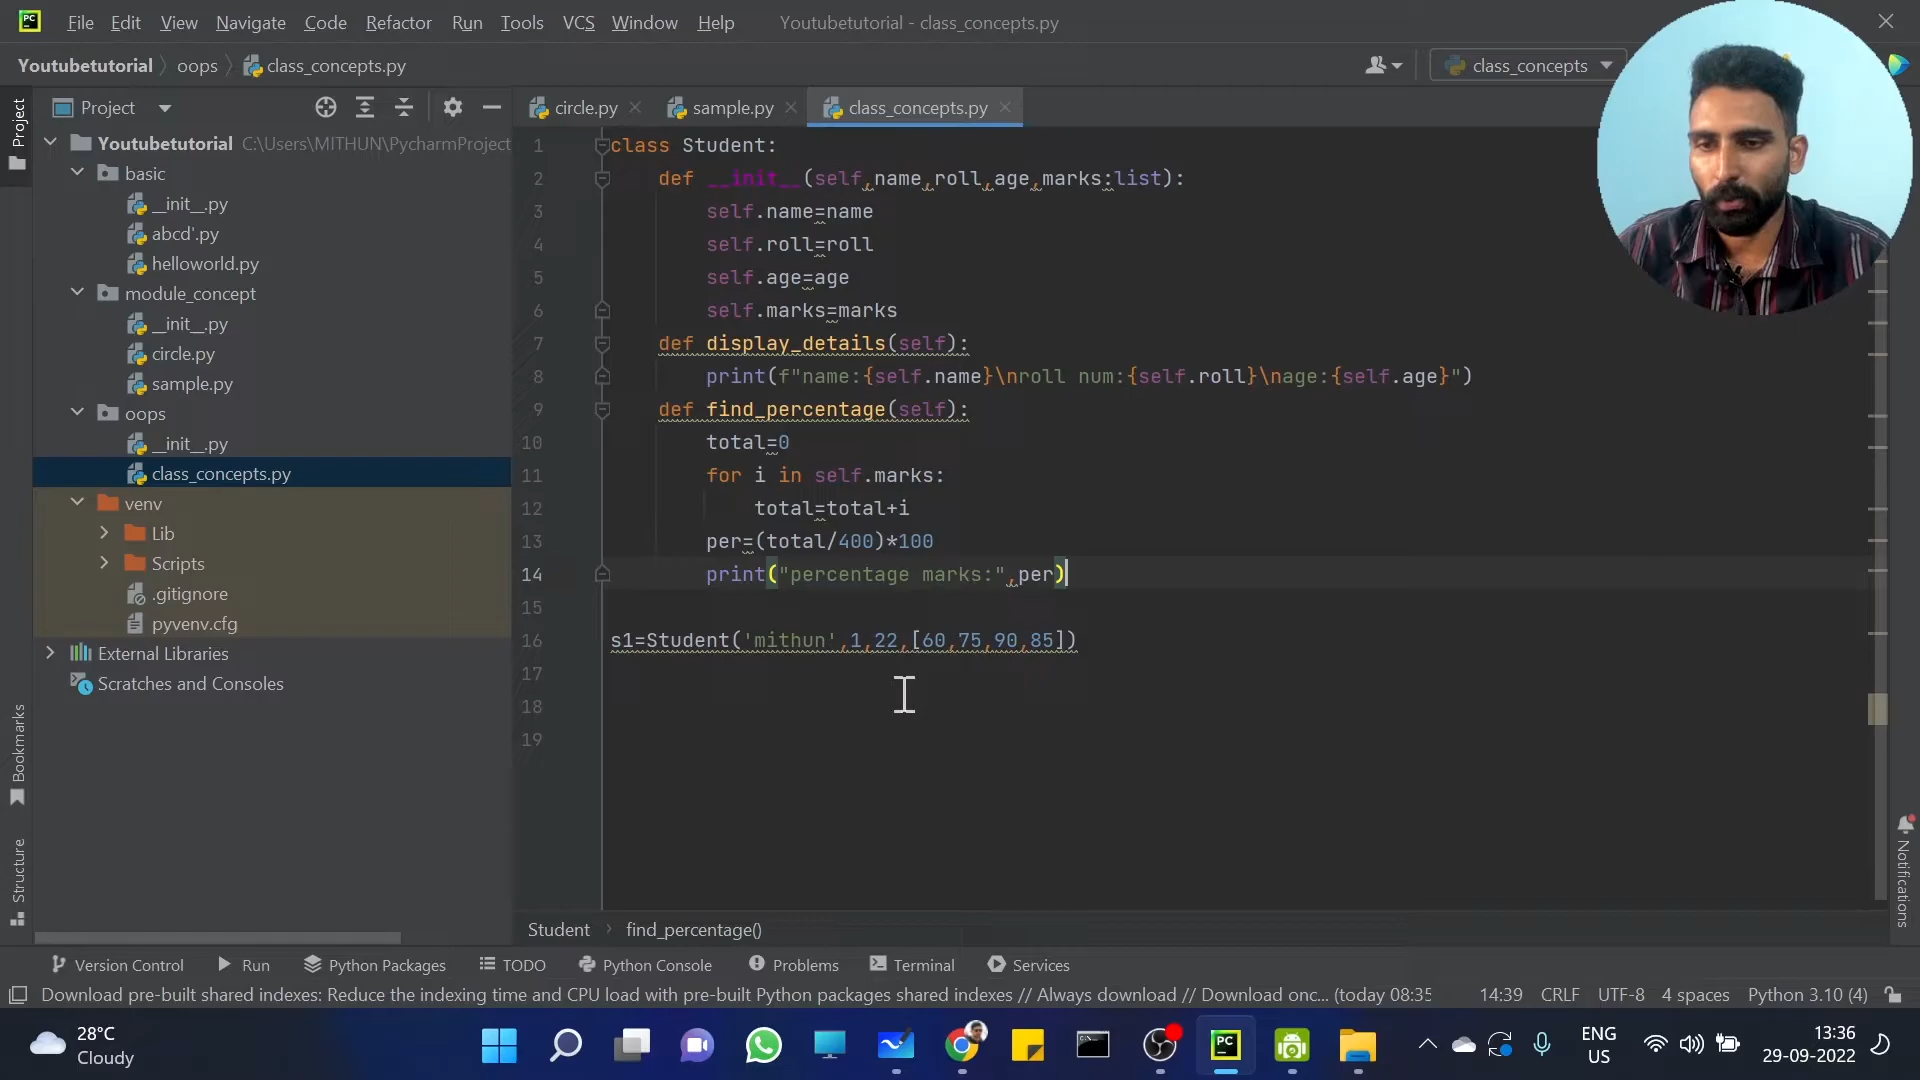 PC File Edit View Navigate Code Refactor Run Tools VCS Window Help Youtubetutorial - class_concepts.py
Youtubetutorial oops class_concepts.py class_concepts
Project
Project
circle.py sample.py class_concepts.py
Youtubetutorial C:\Users\MITHUN\PycharmProject
basic
__init__.py
abcd'.py
helloworld.py
module_concept
__init__.py
circle.py
sample.py
oops
__init__.py
class_concepts.py
venv
Lib
Scripts
.gitignore
pyvenv.cfg
External Libraries
Scratches and Consoles
1 class Student:
2 def __init__(self,name,roll,age,marks:list):
3 self.name=name
4 self.roll=roll
5 self.age=age
6 self.marks=marks
7 def display_details(self):
8 print(f"name:{self.name}\nroll num:{self.roll}\nage:{self.age}")
9 def find_percentage(self):
10 total=0
11 for i in self.marks:
12 total=total+i
13 per=(total/400)*100
14 print("percentage marks:",per)
15
16 s1=Student('mithun',1,22,[60,75,90,85])
17
18
19
Bookmarks
Structure
Notifications
Student find_percentage()
Version Control Run Python Packages TODO Python Console Problems Terminal Services
Download pre-built shared indexes: Reduce the indexing time and CPU load with pre-built Python packages shared indexes // Always download // Download onc... (today 08:35 14:39 CRLF UTF-8 4 spaces Python 3.10 (4)
28°C
Cloudy
PC
ENG
US
13:36
29-09-2022